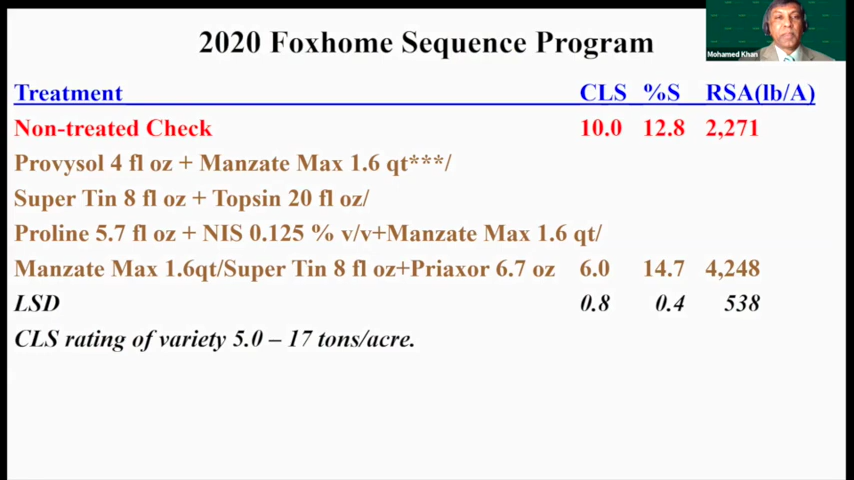 2020 Foxhome Sequence Program
Mohamed Khan
Treatment CLS %S RSA(lb/A)
Non-treated Check 10.0 12.8 2,271
Provysol 4 fl oz + Manzate Max 1.6 qt***/
Super Tin 8 fl oz + Topsin 20 fl oz/
Proline 5.7 fl oz + NIS 0.125 % v/v+Manzate Max 1.6 qt/
Manzate Max 1.6qt/Super Tin 8 fl oz+Priaxor 6.7 oz 6.0 14.7 4,248
LSD 0.8 0.4 538
CLS rating of variety 5.0 – 17 tons/acre.